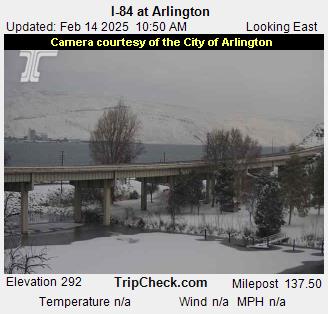 I-84 at Arlington
Updated: Feb 14 2025 10:50 AM Looking East
Camera courtesy of the City of Arlington
Elevation 292 TripCheck.com Milepost 137.50
Temperature n/a Wind n/a MPH n/a